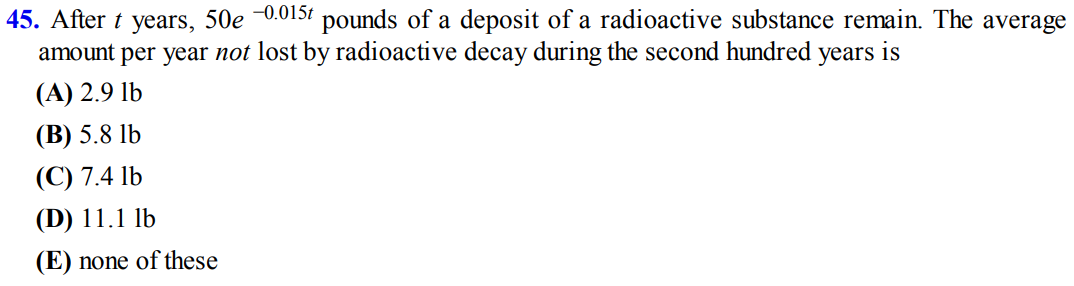 45. After t years, 50e^{-0.015t} pounds of a deposit of a radioactive substance remain. The average
amount per year not lost by radioactive decay during the second hundred years is
(A) 2.9 lb
(B) 5.8 lb
(C) 7.4 lb
(D) 11.1 lb
(E) none of these